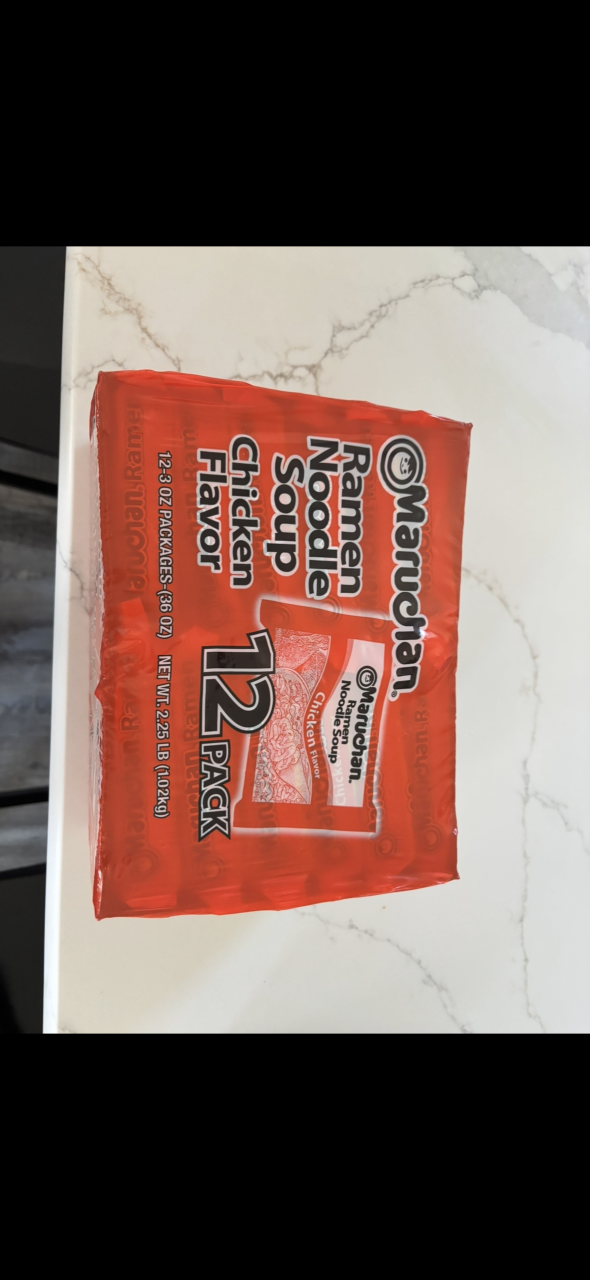 Maruchan®
Ramen
Noodle
Soup
Chicken
Flavor
Maruchan.
Ramen
Noodle Soup
Chicken Flavor
12 PACK
12-3 OZ PACKAGES-(36 OZ) NET WT. 2.25 LB (1.02kg)